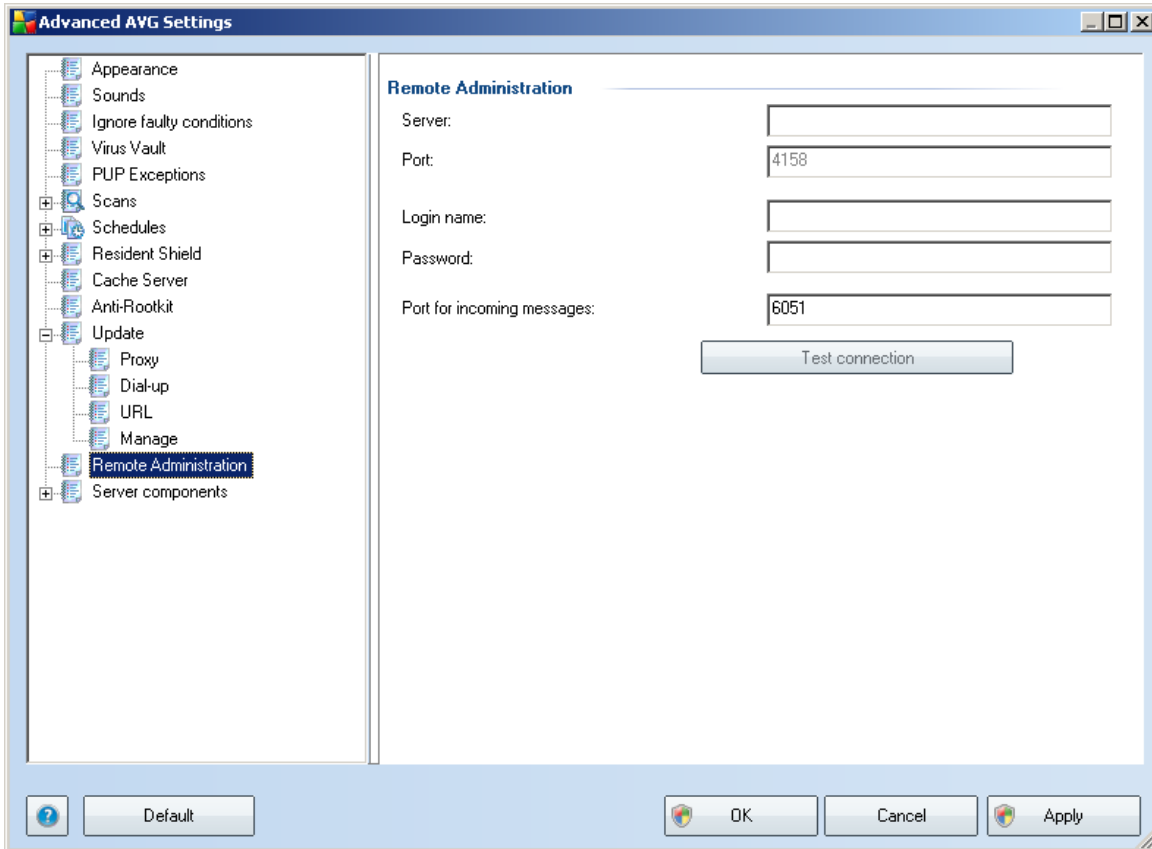 Advanced AVG Settings
Appearance
Sounds
Ignore faulty conditions
Virus Vault
PUP Exceptions
Scans
Schedules
Resident Shield
Cache Server
Anti-Rootkit
Update
Proxy
Dial-up
URL
Manage
Remote Administration
Server components
Remote Administration
Server:
Port: 4158
Login name:
Password:
Port for incoming messages: 6051
Test connection
Default OK Cancel Apply